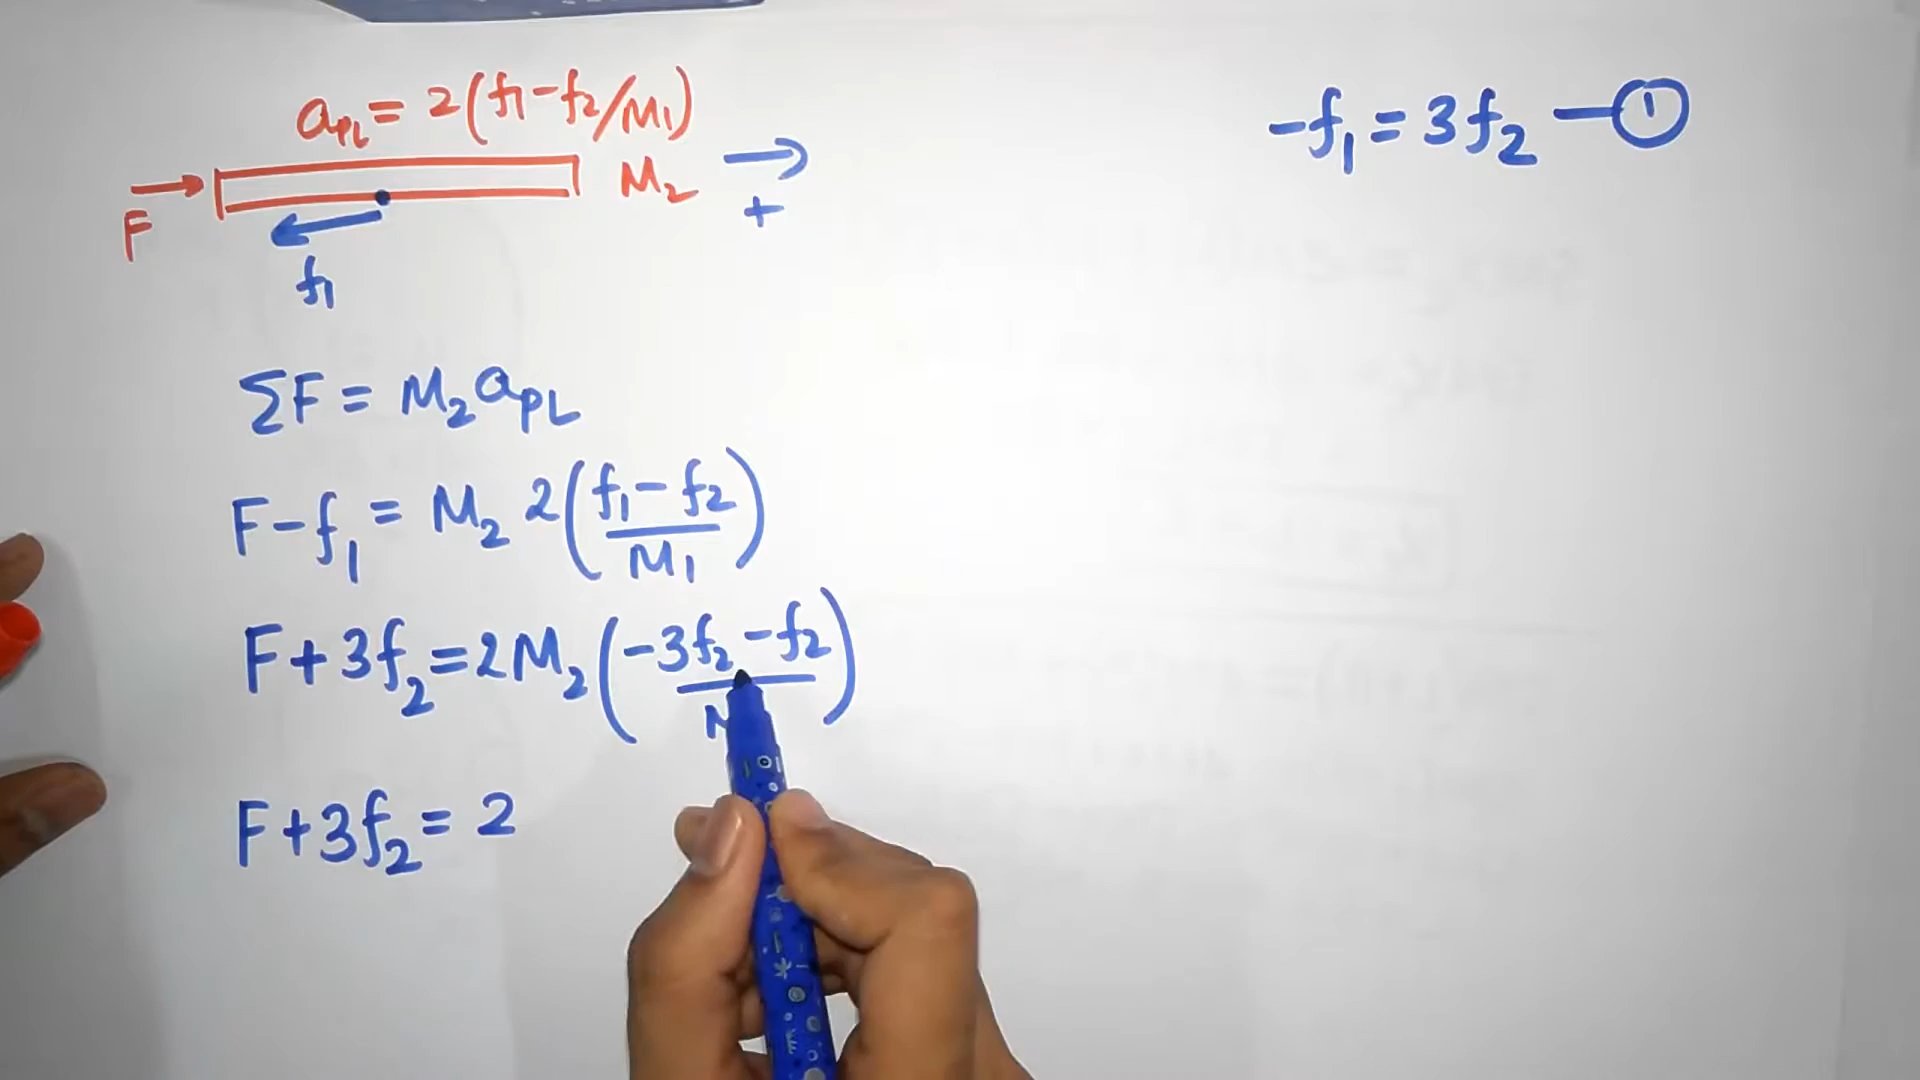 a_PL = 2(f1-f2/M1)
-f1 = 3f2 — ①
F
M2
+
f1
ΣF = M2 a_PL
F-f1 = M2 2((f1-f2)/M1)
F+3f2 = 2M2((-3f2-f2)/M)
F+3f2 = 2